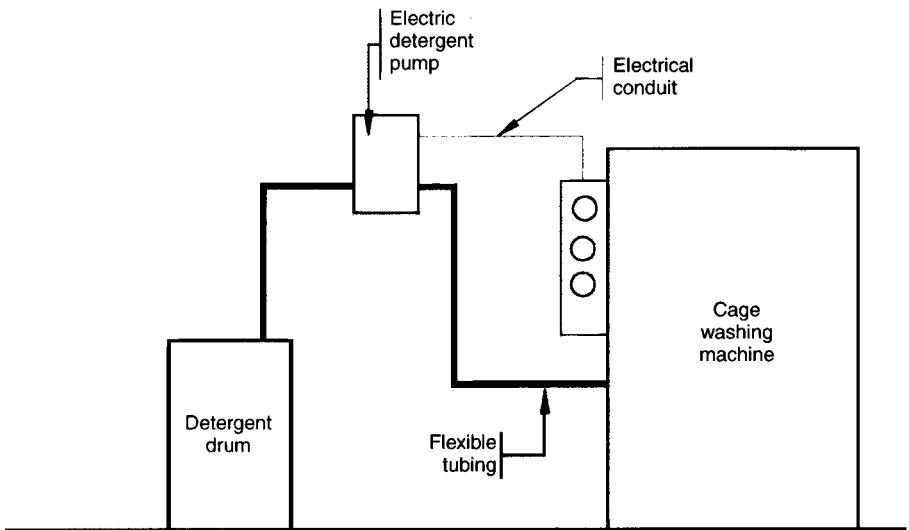 Electric
detergent
pump
Electrical
conduit
Cage
washing
machine
Detergent
drum
Flexible
tubing